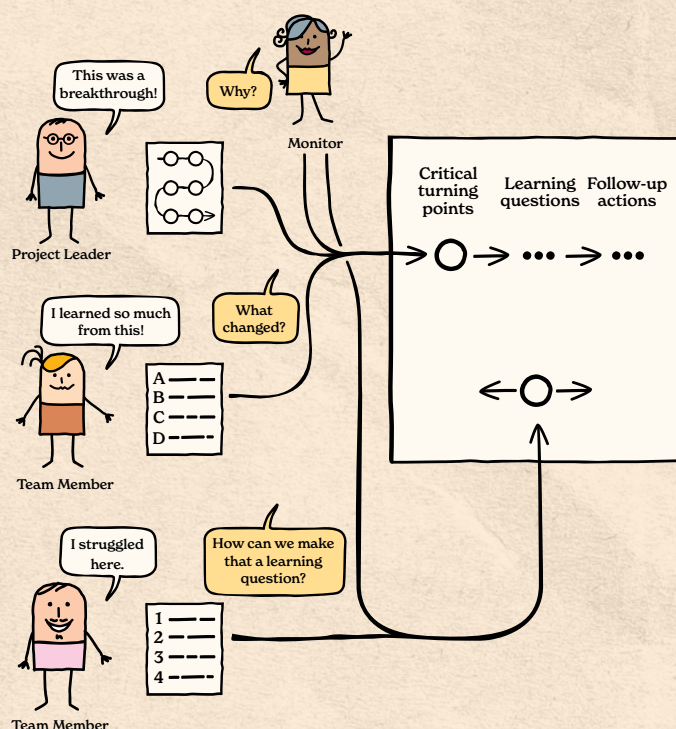 This was a
breakthrough!
Why?
Monitor
Project Leader
Critical
turning
points
Learning
questions
Follow-up
actions
I learned so much
from this!
What
changed?
A
B
C
D
Team Member
I struggled
here.
How can we make
that a learning
question?
1
2
3
4
Team Member